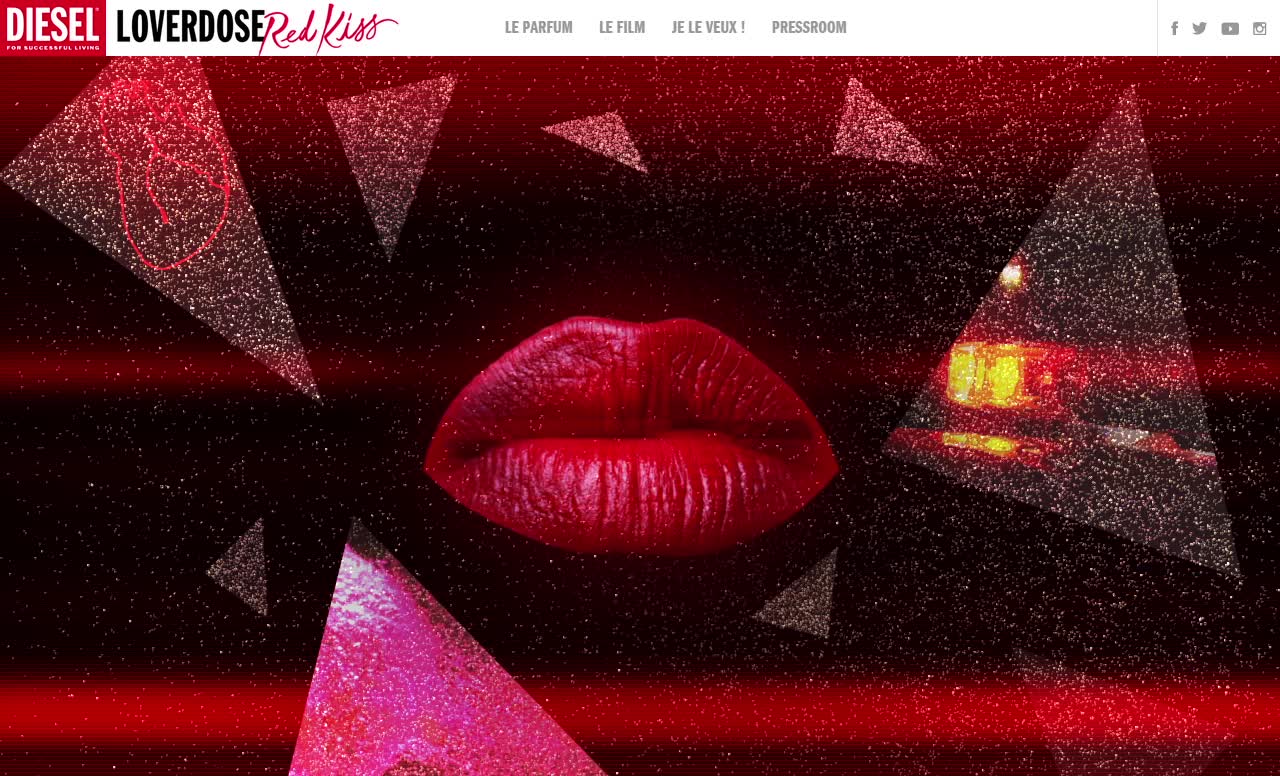 DIESEL
FOR SUCCESSFUL LIVING
LOVERDOSE Red Kiss
LE PARFUM LE FILM JE LE VEUX ! PRESSROOM